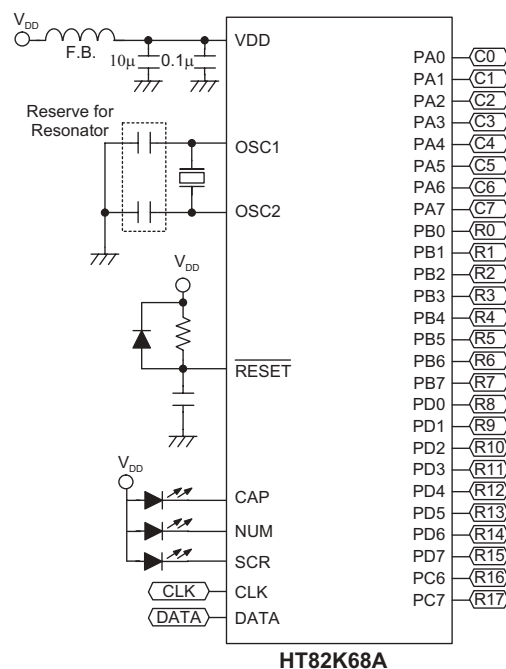 VDD
F.B.
10μ
0.1μ
VDD
Reserve for
Resonator
OSC1
OSC2
VDD
RESET
VDD
CAP
NUM
SCR
CLK
CLK
DATA
DATA
PA0 C0
PA1 C1
PA2 C2
PA3 C3
PA4 C4
PA5 C5
PA6 C6
PA7 C7
PB0 R0
PB1 R1
PB2 R2
PB3 R3
PB4 R4
PB5 R5
PB6 R6
PB7 R7
PD0 R8
PD1 R9
PD2 R10
PD3 R11
PD4 R12
PD5 R13
PD6 R14
PD7 R15
PC6 R16
PC7 R17
HT82K68A